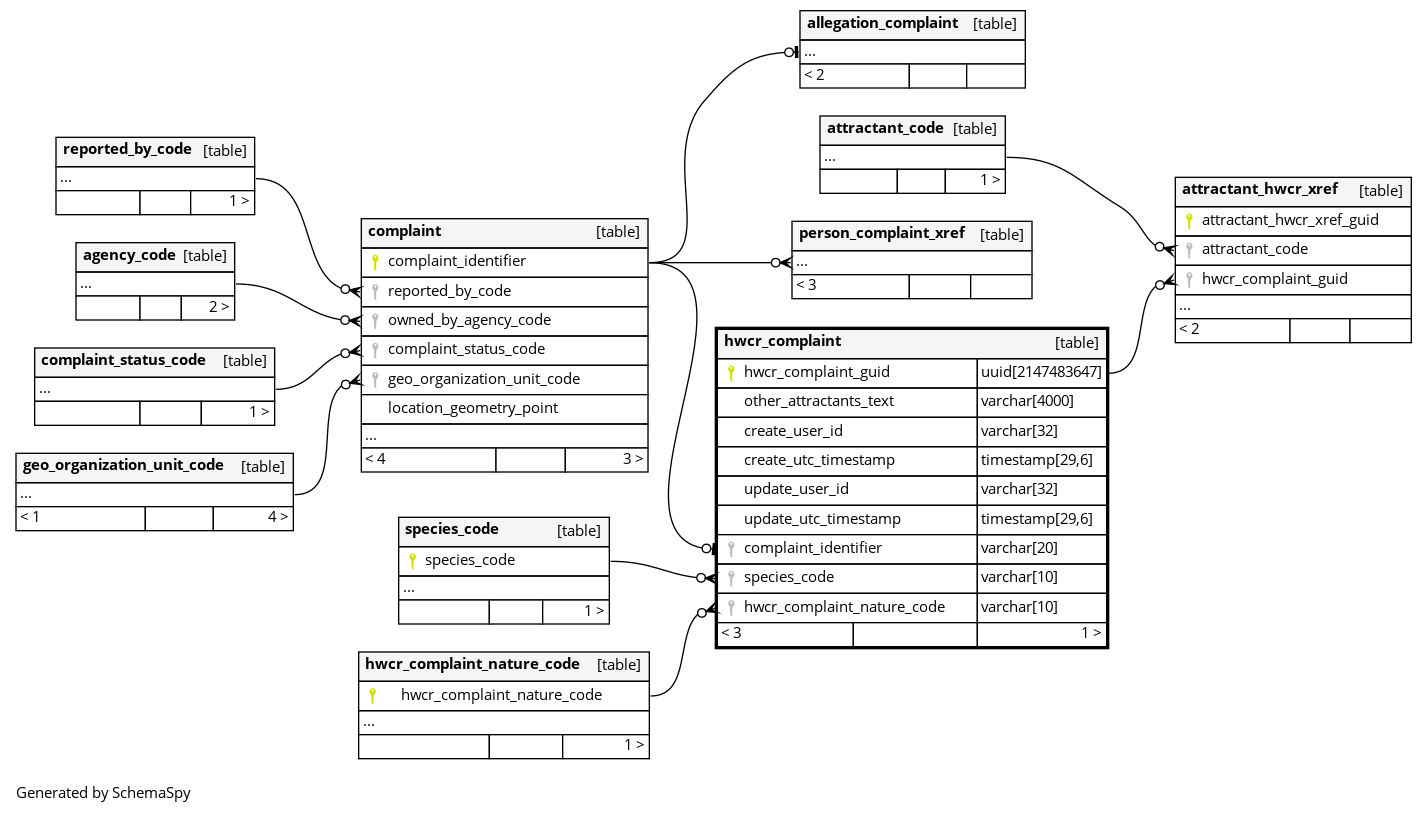 allegation_complaint [table]
...
< 2
attractant_code [table]
...
1 >
reported_by_code [table]
...
1 >
attractant_hwcr_xref [table]
attractant_hwcr_xref_guid
attractant_code
hwcr_complaint_guid
...
< 2
complaint [table]
complaint_identifier
reported_by_code
owned_by_agency_code
complaint_status_code
geo_organization_unit_code
location_geometry_point
...
< 4 3 >
person_complaint_xref [table]
...
< 3
agency_code [table]
...
2 >
complaint_status_code [table]
...
1 >
geo_organization_unit_code [table]
...
< 1 4 >
hwcr_complaint [table]
hwcr_complaint_guid uuid[2147483647]
other_attractants_text varchar[4000]
create_user_id varchar[32]
create_utc_timestamp timestamp[29,6]
update_user_id varchar[32]
update_utc_timestamp timestamp[29,6]
complaint_identifier varchar[20]
species_code varchar[10]
hwcr_complaint_nature_code varchar[10]
< 3 1 >
species_code [table]
species_code
...
1 >
hwcr_complaint_nature_code [table]
hwcr_complaint_nature_code
...
1 >
Generated by SchemaSpy